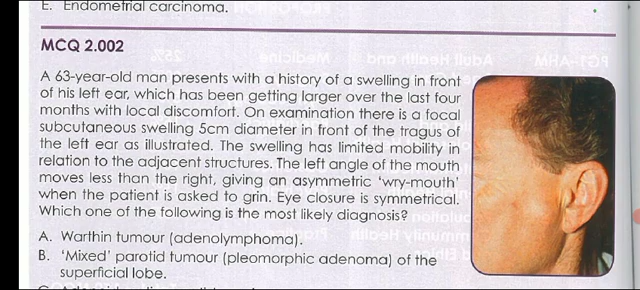 E. Endometrial carcinoma.
MCQ 2.002
A 63-year-old man presents with a history of a swelling in front
of his left ear, which has been getting larger over the last four
months with local discomfort. On examination there is a focal
subcutaneous swelling 5cm diameter in front of the tragus of
the left ear as illustrated. The swelling has limited mobility in
relation to the adjacent structures. The left angle of the mouth
moves less than the right, giving an asymmetric 'wry-mouth'
when the patient is asked to grin. Eye closure is symmetrical.
Which one of the following is the most likely diagnosis?
A. Warthin tumour (adenolymphoma).
B. 'Mixed' parotid tumour (pleomorphic adenoma) of the
superficial lobe.